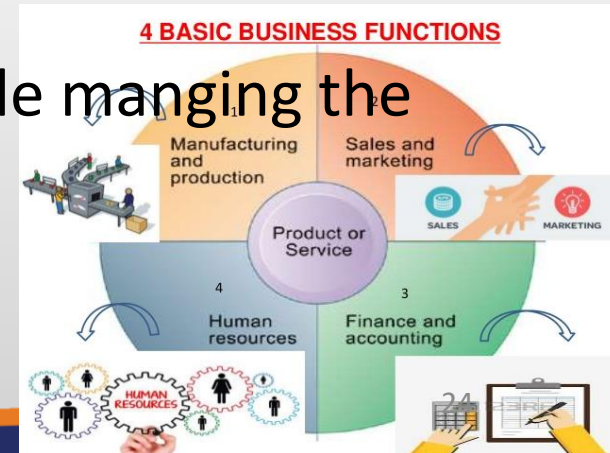 4 BASIC BUSINESS FUNCTIONS
le manging the
1
Manufacturing
and
production
2
Sales and
marketing
SALES
MARKETING
Product or
Service
4
Human
resources
3
Finance and
accounting
HUMAN
RESOURCES
24